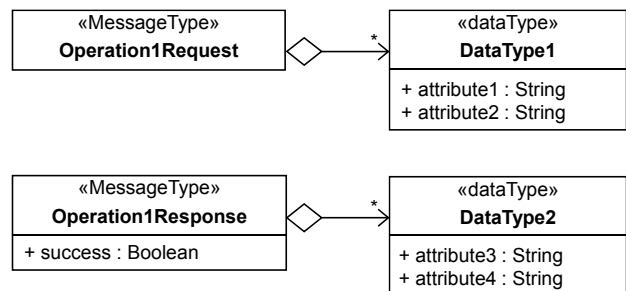 «MessageType»
Operation1Request
*
«dataType»
DataType1
+ attribute1 : String
+ attribute2 : String
«MessageType»
Operation1Response
+ success : Boolean
*
«dataType»
DataType2
+ attribute3 : String
+ attribute4 : String